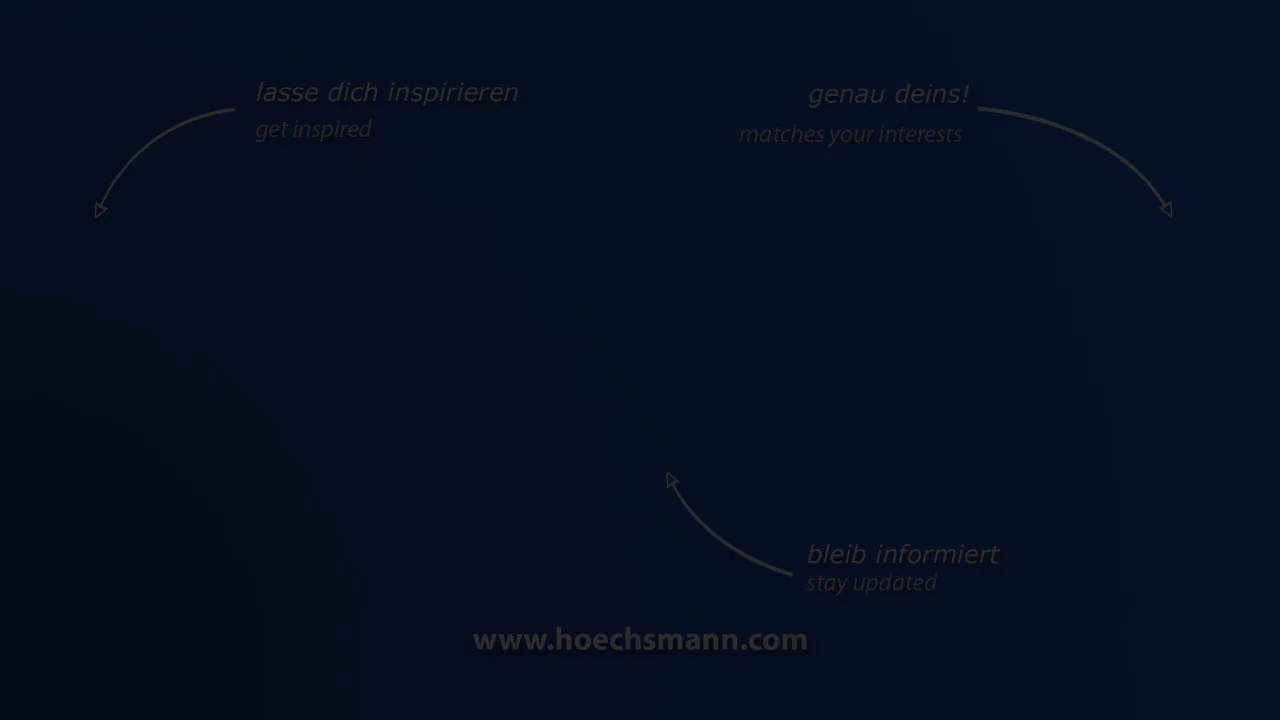 lasse dich inspirieren
get inspired
genau deins!
matches your interests
bleib informiert
stay updated
www.hoechsmann.com